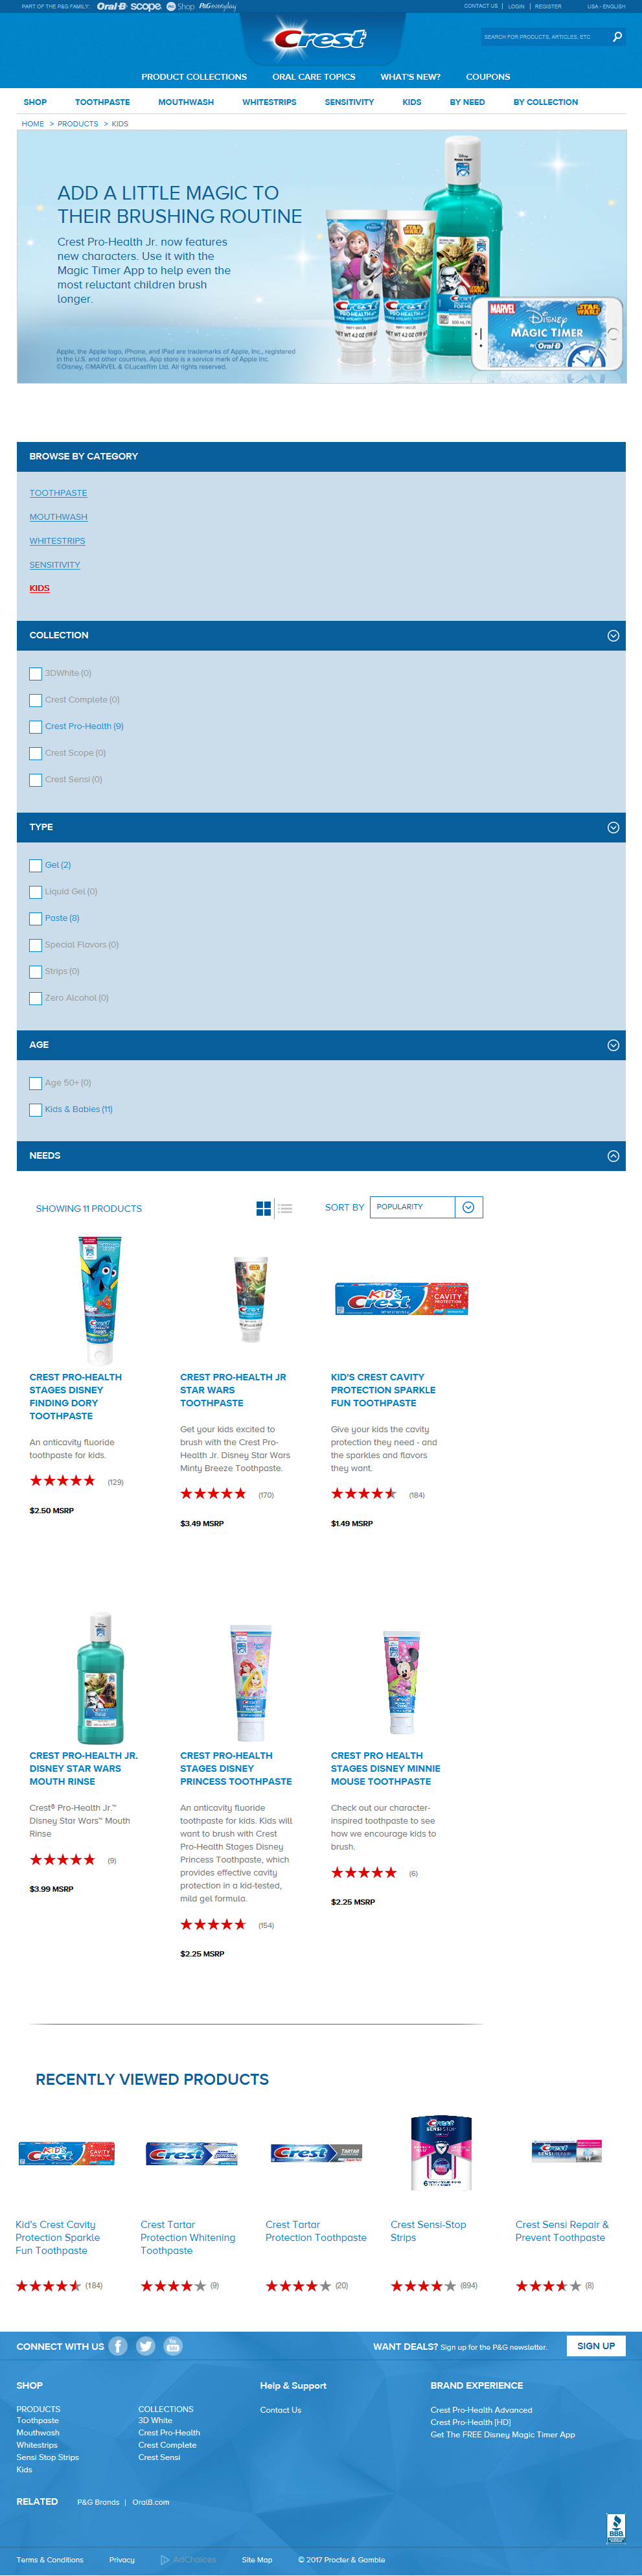 PART OF THE P&G FAMILY: Oral-B scope Shop P&G everyday
CONTACT US | LOGIN | REGISTER USA - ENGLISH
Crest
SEARCH FOR PRODUCTS, ARTICLES, ETC
PRODUCT COLLECTIONS ORAL CARE TOPICS WHAT'S NEW? COUPONS
SHOP TOOTHPASTE MOUTHWASH WHITESTRIPS SENSITIVITY KIDS BY NEED BY COLLECTION
HOME > PRODUCTS > KIDS
ADD A LITTLE MAGIC TO
THEIR BRUSHING ROUTINE
Crest Pro-Health Jr. now features
new characters. Use it with the
Magic Timer App to help even the
most reluctant children brush
longer.
Apple, the Apple logo, iPhone, and iPad are trademarks of Apple, Inc., registered
in the U.S. and other countries. App store is a service mark of Apple Inc.
©Disney, ©MARVEL & ©Lucasfilm Ltd. All rights reserved.
MARVEL
STAR WARS
Disney
MAGIC TIMER
by Oral-B
BROWSE BY CATEGORY
TOOTHPASTE
MOUTHWASH
WHITESTRIPS
SENSITIVITY
KIDS
COLLECTION
3DWhite (0)
Crest Complete (0)
Crest Pro-Health (9)
Crest Scope (0)
Crest Sensi (0)
TYPE
Gel (2)
Liquid Gel (0)
Paste (8)
Special Flavors (0)
Strips (0)
Zero Alcohol (0)
AGE
Age 50+ (0)
Kids & Babies (11)
NEEDS
SHOWING 11 PRODUCTS
SORT BY POPULARITY
KID'S Crest CAVITY PROTECTION
CREST PRO-HEALTH
STAGES DISNEY
FINDING DORY
TOOTHPASTE
An anticavity fluoride
toothpaste for kids.
(129)
$2.50 MSRP
CREST PRO-HEALTH JR
STAR WARS
TOOTHPASTE
Get your kids excited to
brush with the Crest Pro-
Health Jr. Disney Star Wars
Minty Breeze Toothpaste.
(170)
$3.49 MSRP
KID'S CREST CAVITY
PROTECTION SPARKLE
FUN TOOTHPASTE
Give your kids the cavity
protection they need - and
the sparkles and flavors
they want.
(184)
$1.49 MSRP
CREST PRO-HEALTH JR.
DISNEY STAR WARS
MOUTH RINSE
Crest® Pro-Health Jr.™
Disney Star Wars™ Mouth
Rinse
(9)
$3.99 MSRP
CREST PRO-HEALTH
STAGES DISNEY
PRINCESS TOOTHPASTE
An anticavity fluoride
toothpaste for kids. Kids will
want to brush with Crest
Pro-Health Stages Disney
Princess Toothpaste, which
provides effective cavity
protection in a kid-tested,
mild gel formula.
(154)
$2.25 MSRP
CREST PRO HEALTH
STAGES DISNEY MINNIE
MOUSE TOOTHPASTE
Check out our character-
inspired toothpaste to see
how we encourage kids to
brush.
(6)
$2.25 MSRP
RECENTLY VIEWED PRODUCTS
Kid's Crest Cavity
Protection Sparkle
Fun Toothpaste
(184)
Crest Tartar
Protection Whitening
Toothpaste
(9)
Crest Tartar
Protection Toothpaste
(20)
Crest Sensi-Stop
Strips
(894)
Crest Sensi Repair &
Prevent Toothpaste
(8)
CONNECT WITH US
WANT DEALS? Sign up for the P&G newsletter. SIGN UP
SHOP
PRODUCTS
Toothpaste
Mouthwash
Whitestrips
Sensi Stop Strips
Kids
COLLECTIONS
3D White
Crest Pro-Health
Crest Complete
Crest Sensi
Help & Support
Contact Us
BRAND EXPERIENCE
Crest Pro-Health Advanced
Crest Pro-Health [HD]
Get The FREE Disney Magic Timer App
RELATED P&G Brands | OralB.com
BBB
Terms & Conditions Privacy AdChoices Site Map © 2017 Procter & Gamble